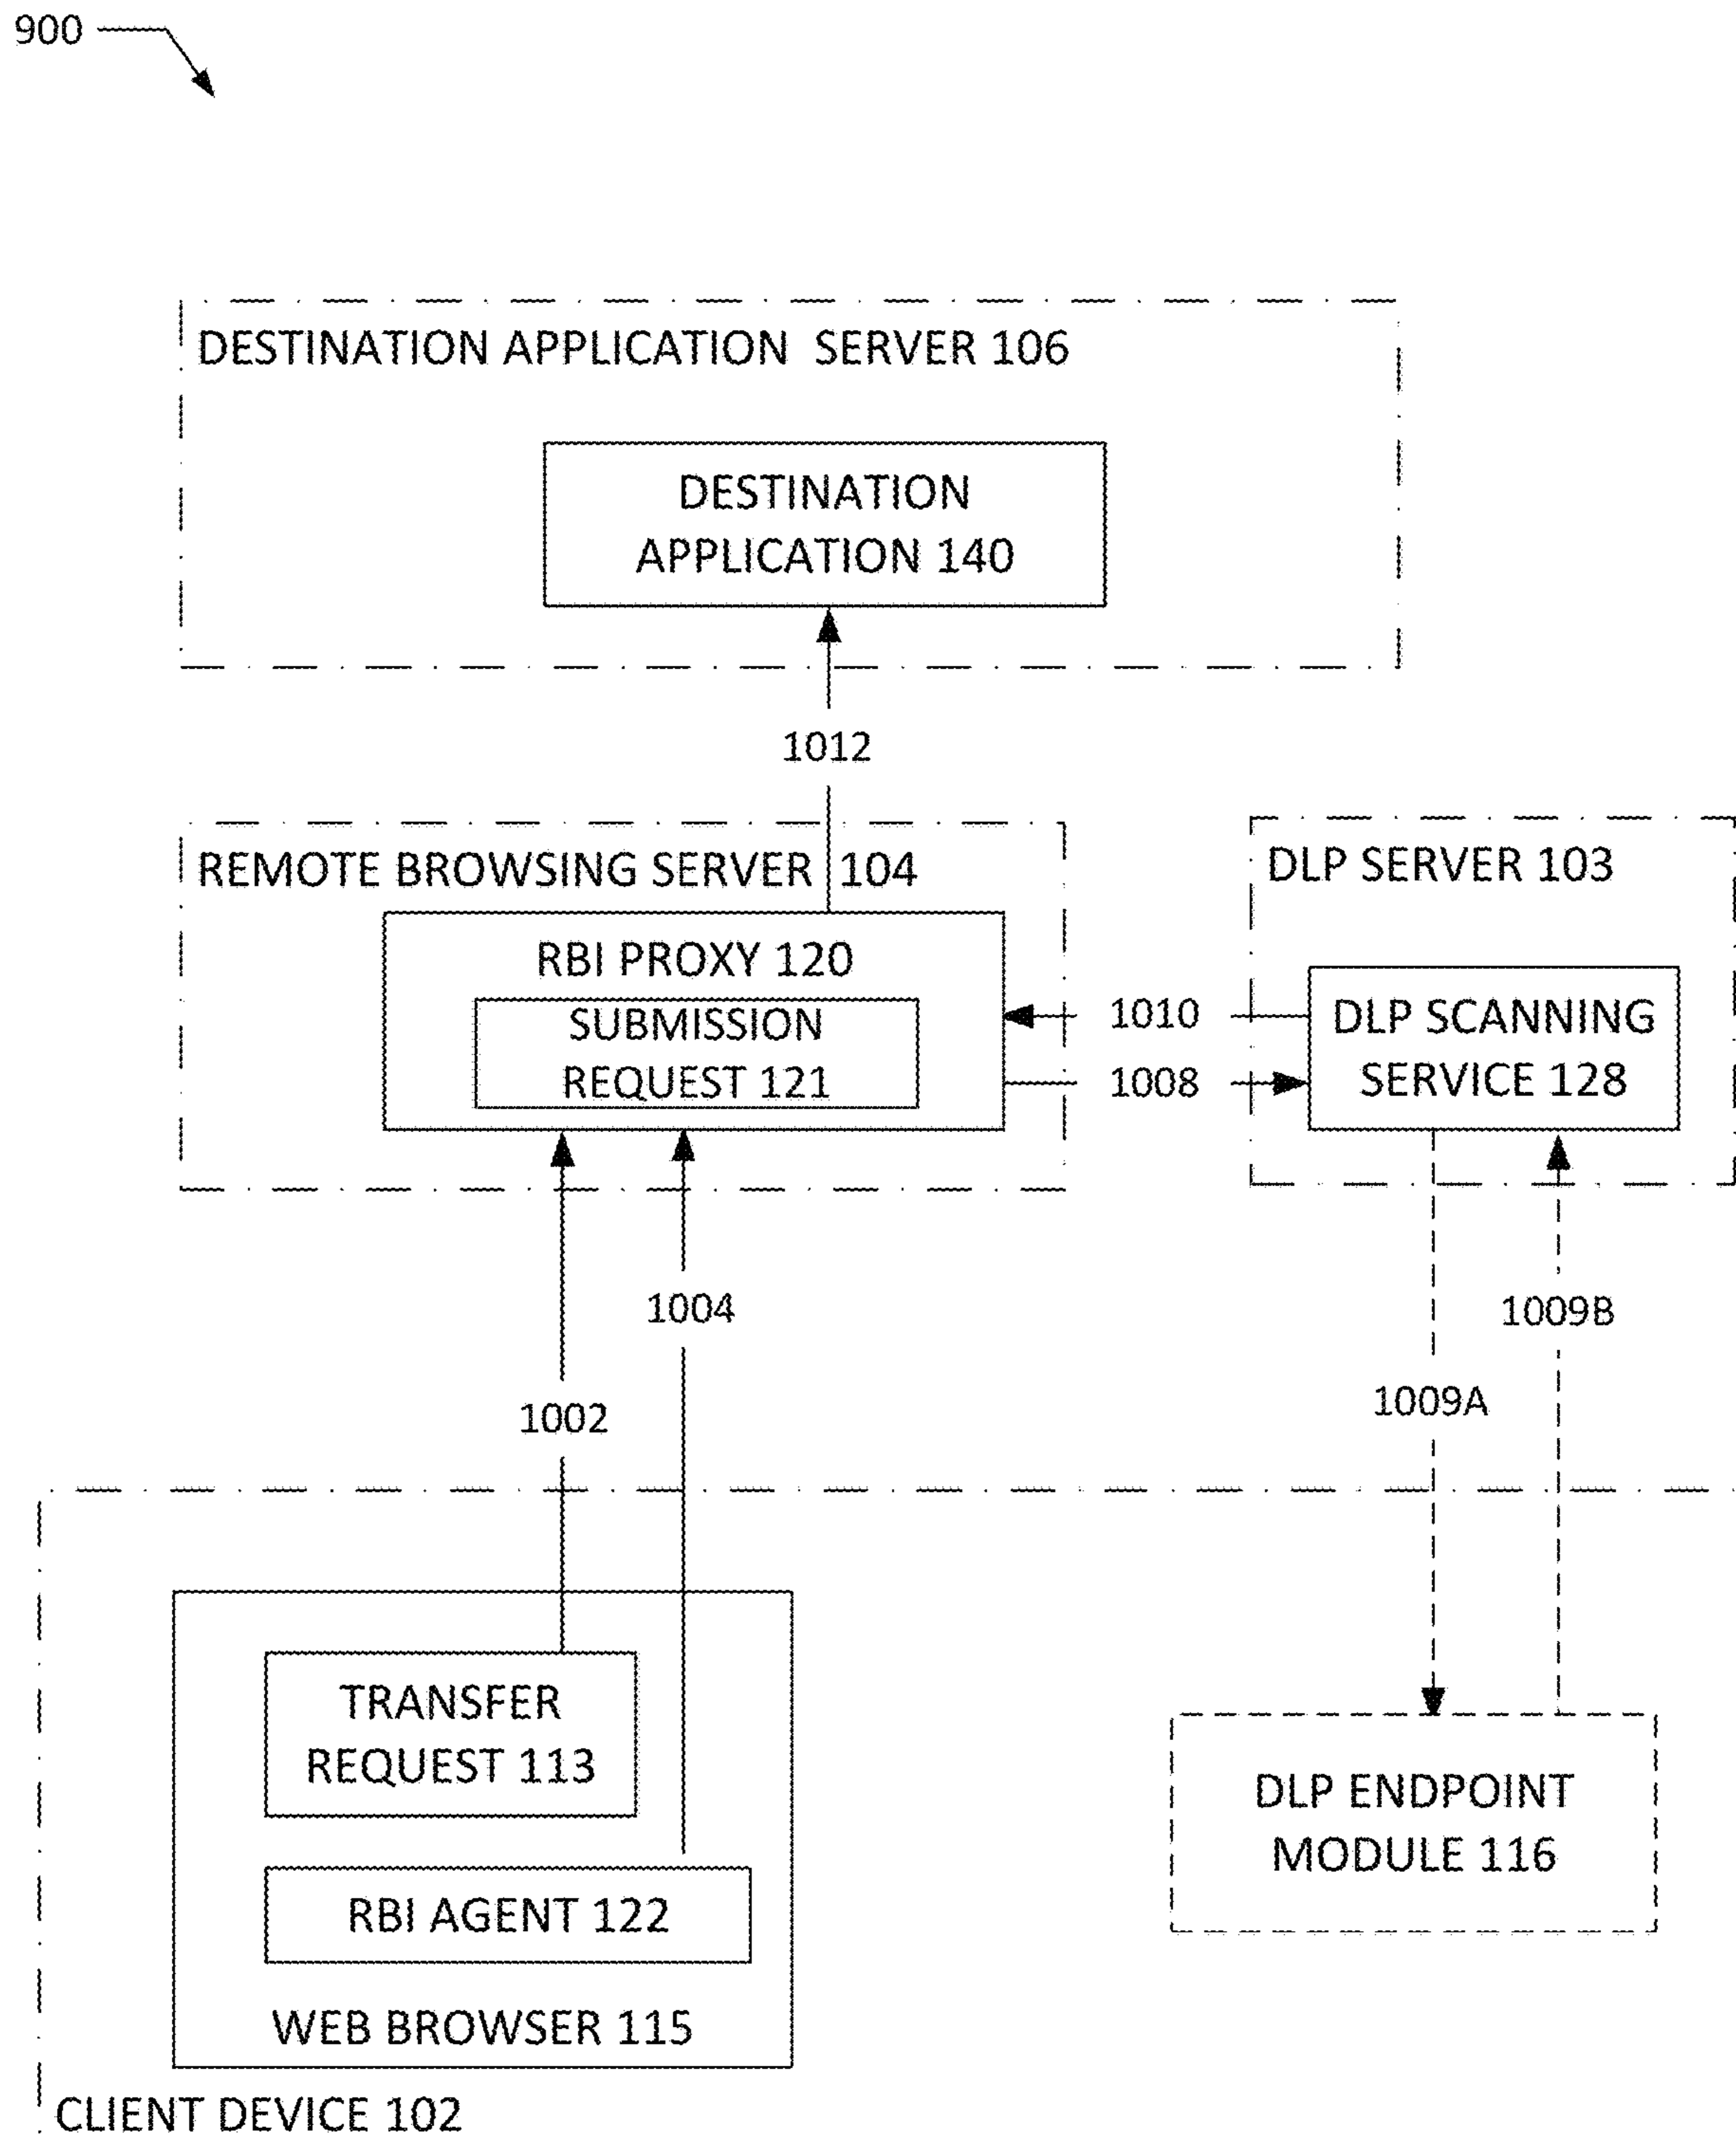 900
DESTINATION APPLICATION SERVER 106
DESTINATION
APPLICATION 140
1012
REMOTE BROWSING SERVER 104
DLP SERVER 103
RBI PROXY 120
SUBMISSION
REQUEST 121
1010
1008
DLP SCANNING
SERVICE 128
1004
1009B
1002
1009A
TRANSFER
REQUEST 113
DLP ENDPOINT
MODULE 116
RBI AGENT 122
WEB BROWSER 115
CLIENT DEVICE 102